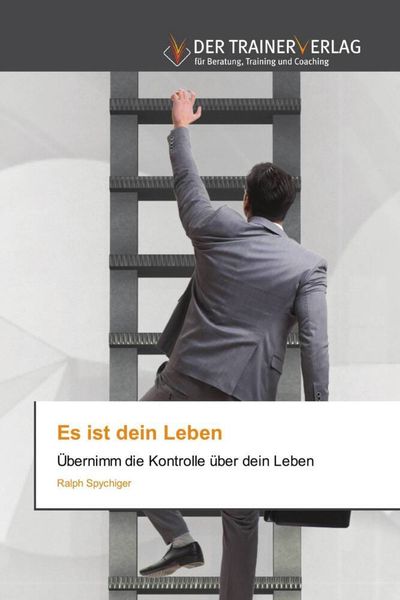 DER TRAINERVERLAG
für Beratung, Training und Coaching
Es ist dein Leben
Übernimm die Kontrolle über dein Leben
Ralph Spychiger